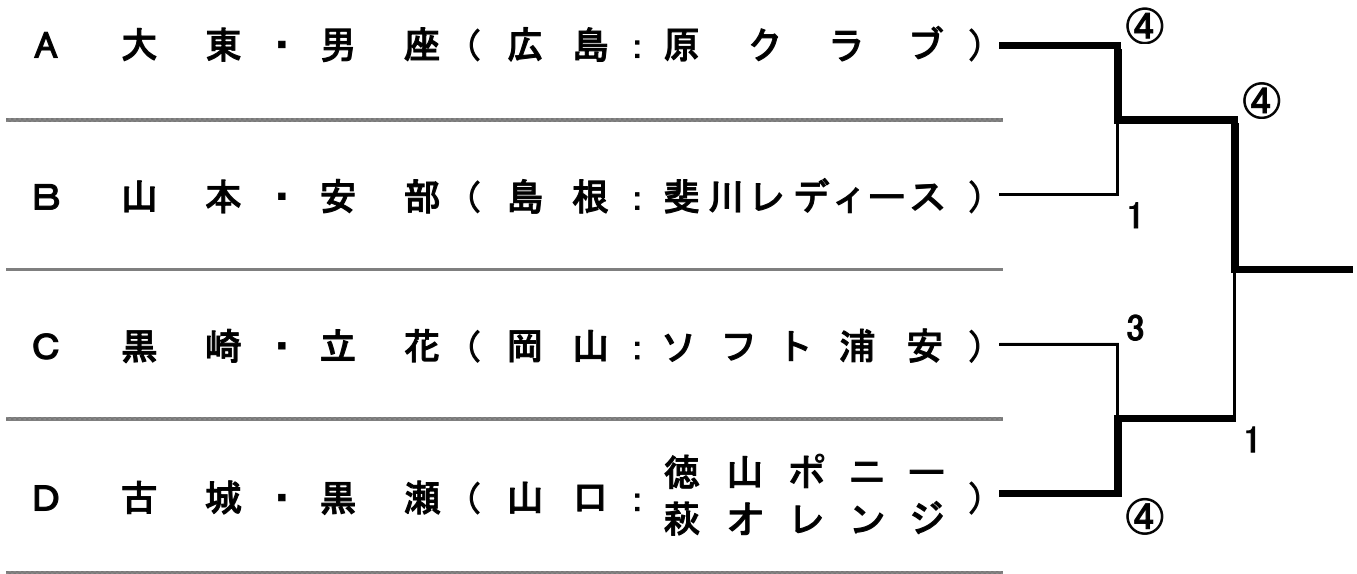 ④
A 大東・男座(広島:原クラブ)
④
B 山本・安部(島根:斐川レディース)
1
3
C 黒崎・立花(岡山:ソフト浦安)
1
D 古城・黒瀬(山口:徳山ポニー
萩オレンジ)
④